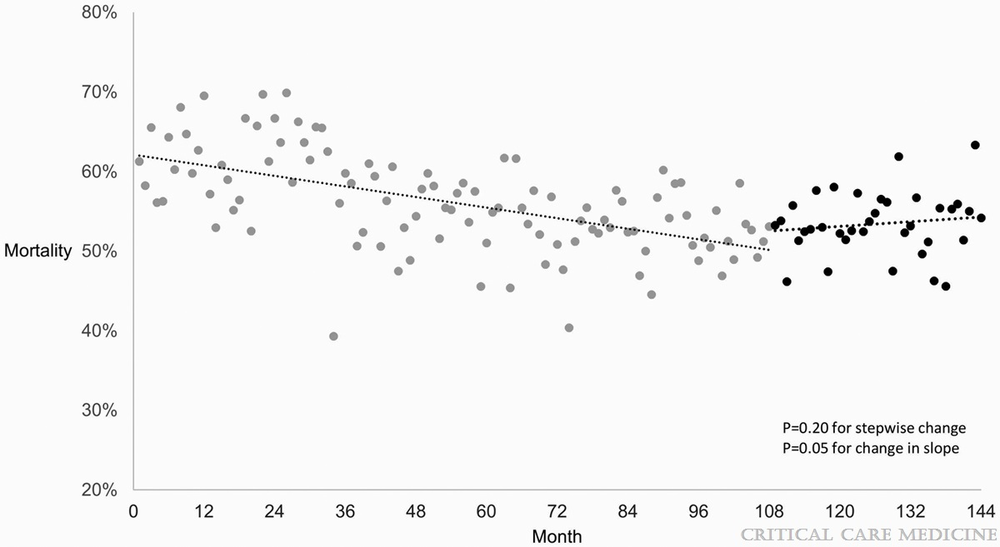 80%
70%
60%
Mortality 50%
40%
30%
P=0.20 for stepwise change
P=0.05 for change in slope
20%
0 12 24 36 48 60 72 84 96 108 120 132 144
Month
CRITICAL CARE MEDICINE